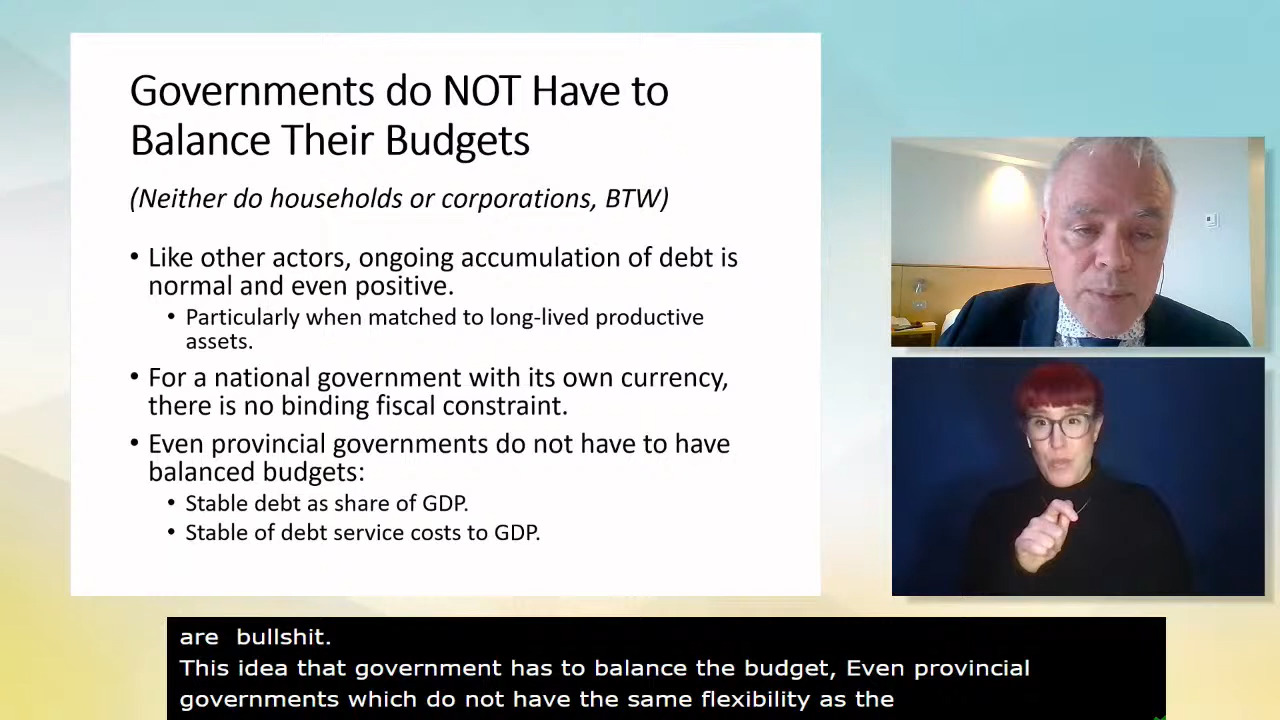 Governments do NOT Have to
Balance Their Budgets
(Neither do households or corporations, BTW)
• Like other actors, ongoing accumulation of debt is
normal and even positive.
• Particularly when matched to long-lived productive
assets.
• For a national government with its own currency,
there is no binding fiscal constraint.
• Even provincial governments do not have to have
balanced budgets:
• Stable debt as share of GDP.
• Stable of debt service costs to GDP.
are  bullshit.
This idea that government has to balance the budget, Even provincial
governments which do not have the same flexibility as the